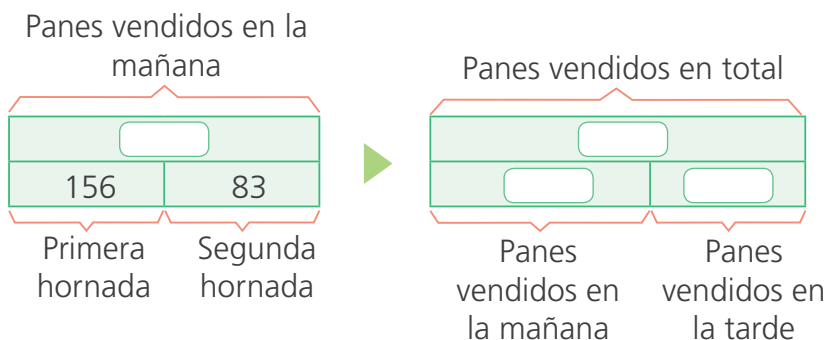 Panes vendidos en la
mañana
156
83
Primera
hornada
Segunda
hornada
Panes vendidos en total
Panes
vendidos en
la mañana
Panes
vendidos en
la tarde